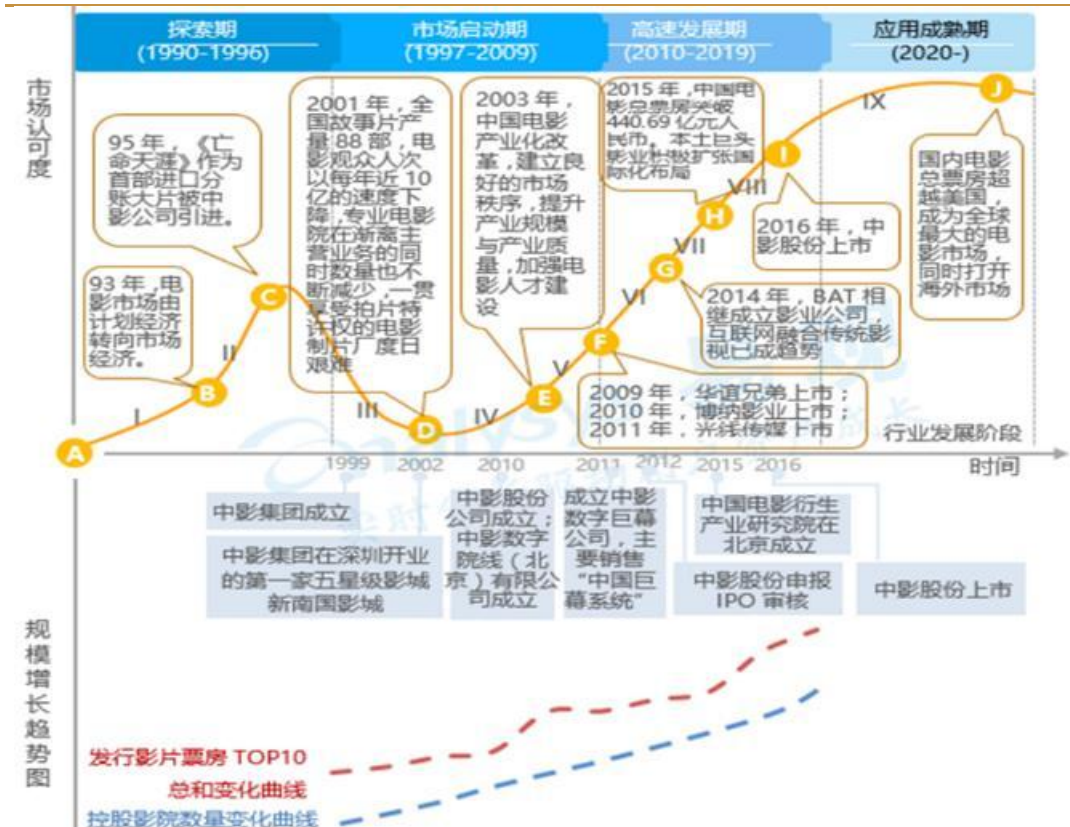 探索期
(1990-1996)
市场启动期
(1997-2009)
高速发展期
(2010-2019)
应用成熟期
(2020-)
市场认可度
95 年，《亡
命天涯》作为
首部进口分
账大片被中
影公司引进。
93 年，电
影市场由
计划经济
转向市场
经济。
2001 年，全
国故事片产
量 88 部，电
影观众人次
以每年近 10
亿的速度下
降，专业电影
院在渐离主
营业务的同
时数量也不
断减少，一贯
享受拍片特
许权的电影
制片厂度日
艰难
2003 年，
中国电影
产业化改
革，建立良
好的市场
秩序，提升
产业规模
与产业质
量，加强电
影人才建
设
2015 年，中国电
影总票房突破
440.69 亿元人
民币。本土巨头
影业积极扩张国
际化布局
2016 年，中
影股份上市
国内电影
总票房超
越美国，
成为全球
最大的电
影市场，
同时打开
海外市场
2014 年，BAT 相
继成立影业公司，
互联网融合传统影
视已成趋势
2009 年，华谊兄弟上市；
2010 年，博纳影业上市；
2011 年，光线传媒上市
A
I
B
II
C
III
D
IV
E
V
F
VI
G
VII
H
VIII
I
IX
J
行业发展阶段
时间
1999
2002
2010
2011
2012
2015
2016
中影集团成立
中影集团在深圳开业
的第一家五星级影城
新南国影城
中影股份
公司成立；
中影数字
院线（北
京）有限公
司成立
成立中影
数字巨幕
公司，主
要销售
“中国巨
幕系统”
中国电影衍生
产业研究院在
北京成立
中影股份申报
IPO 审核
中影股份上市
规模增长趋势图
发行影片票房 TOP10
总和变化曲线
控股影院数量变化曲线